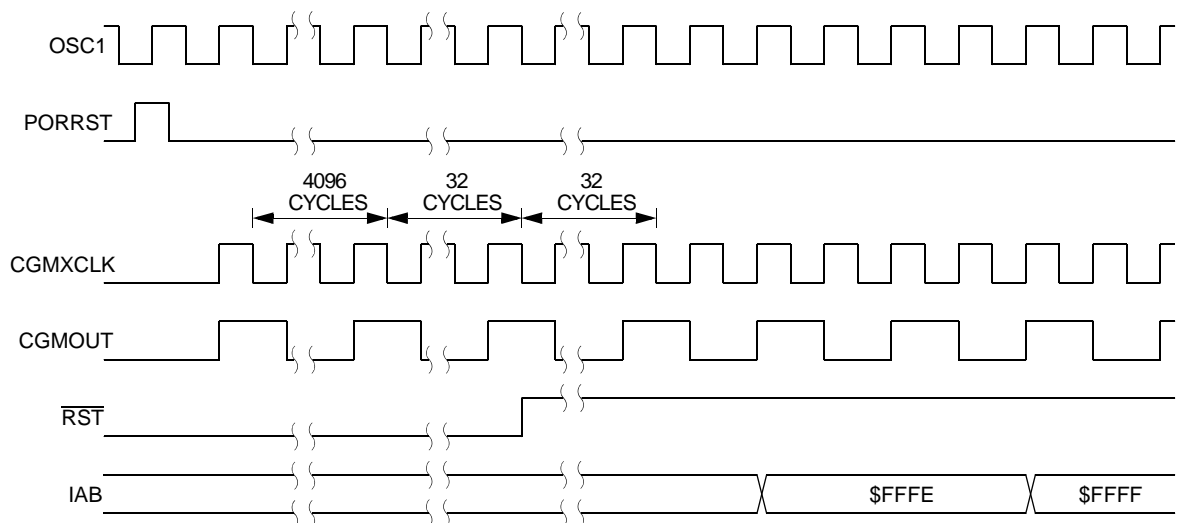 OSC1
PORRST
4096
CYCLES
32
CYCLES
32
CYCLES
CGMXCLK
CGMOUT
RST
IAB
$FFFE
$FFFF